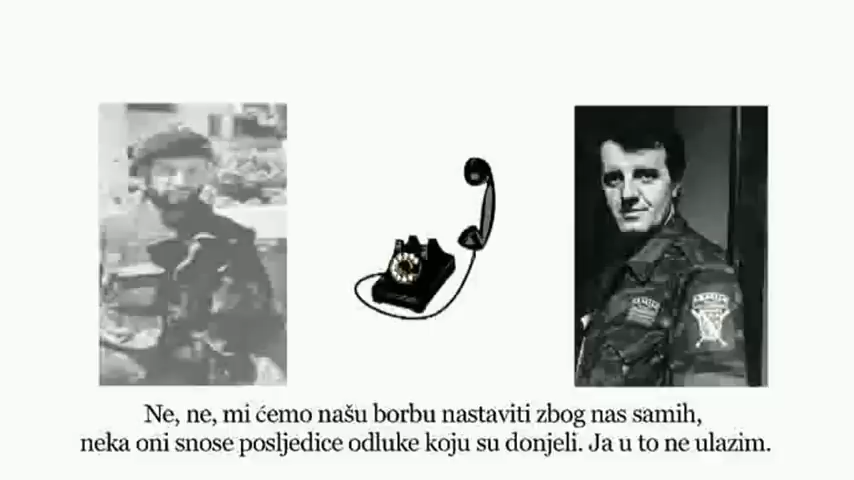 Ne, ne, mi ćemo našu borbu nastaviti zbog nas samih,
neka oni snose posljedice odluke koju su donjeli. Ja u to ne ulazim.